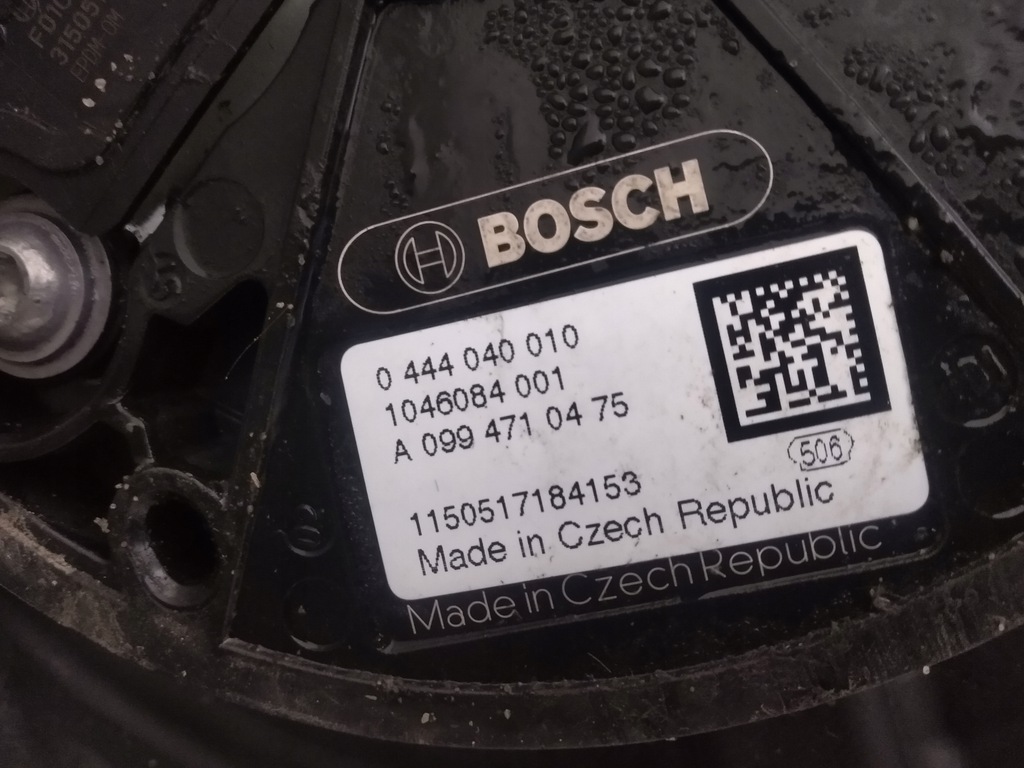 BOSCH
0 444 040 010
1046084 001
A 099 471 04 75
506
1150517184153
Made in Czech Republic
Made in Czech Republic